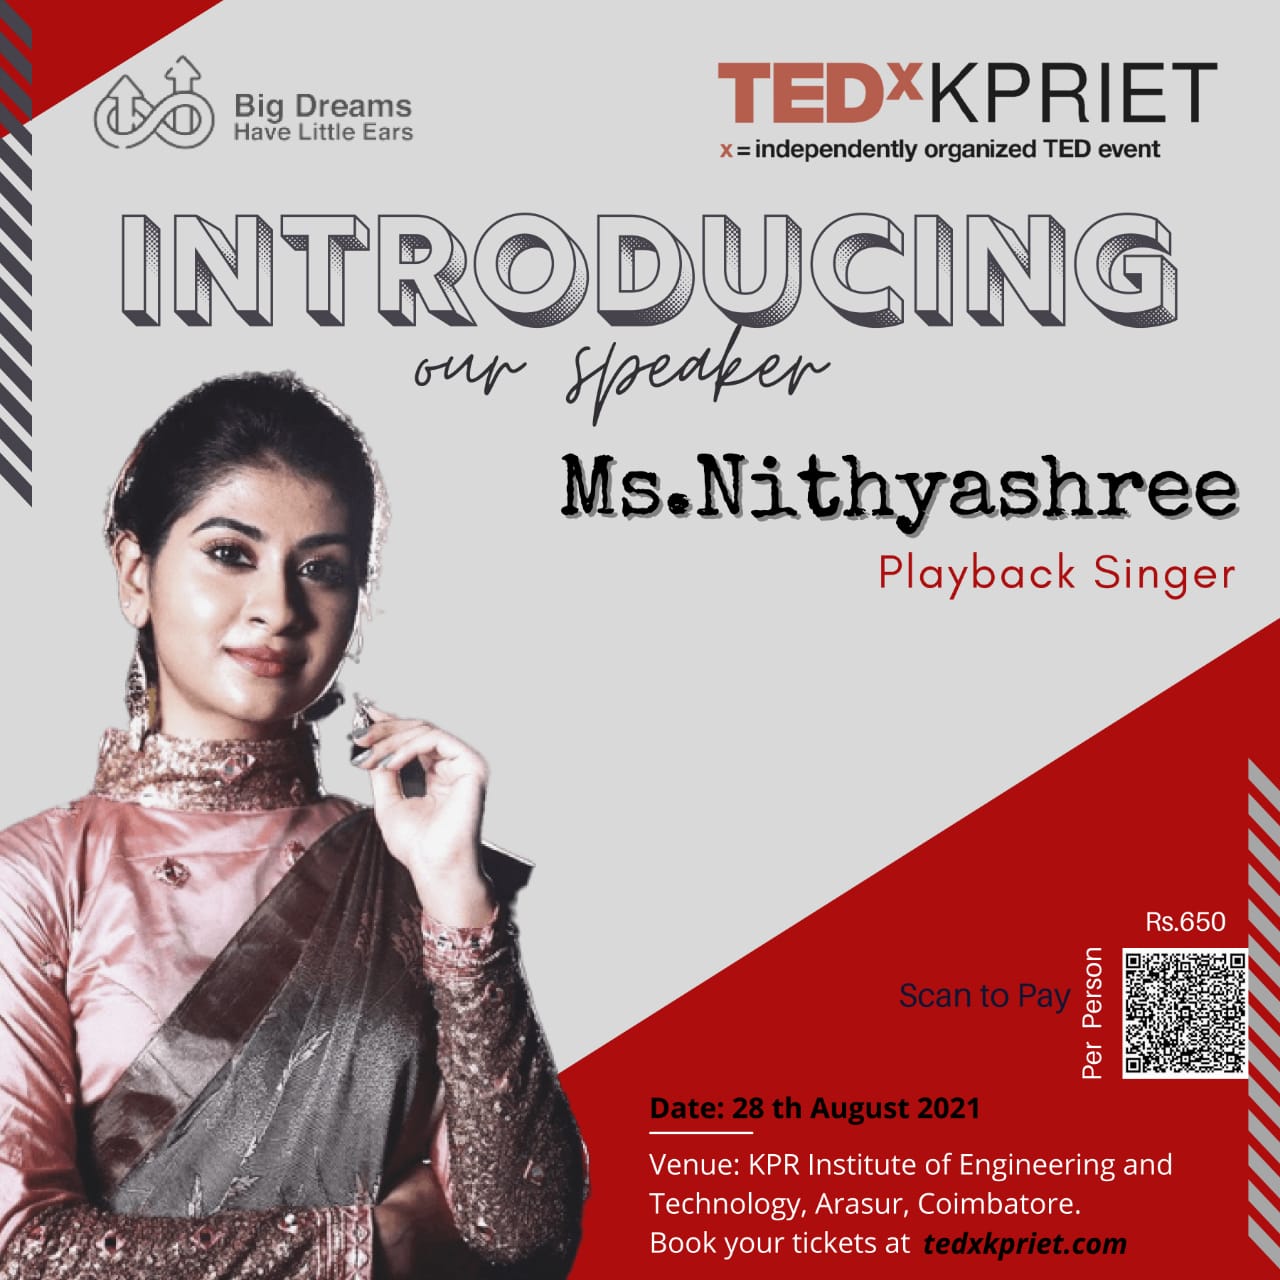 Big Dreams
Have Little Ears
TEDxKPRIET
x = independently organized TED event
INTRODUCING
our speaker
Ms.Nithyashree
Playback Singer
Rs.650
Scan to Pay
Per Person
Date: 28 th August 2021
Venue: KPR Institute of Engineering and
Technology, Arasur, Coimbatore.
Book your tickets at tedxkpriet.com